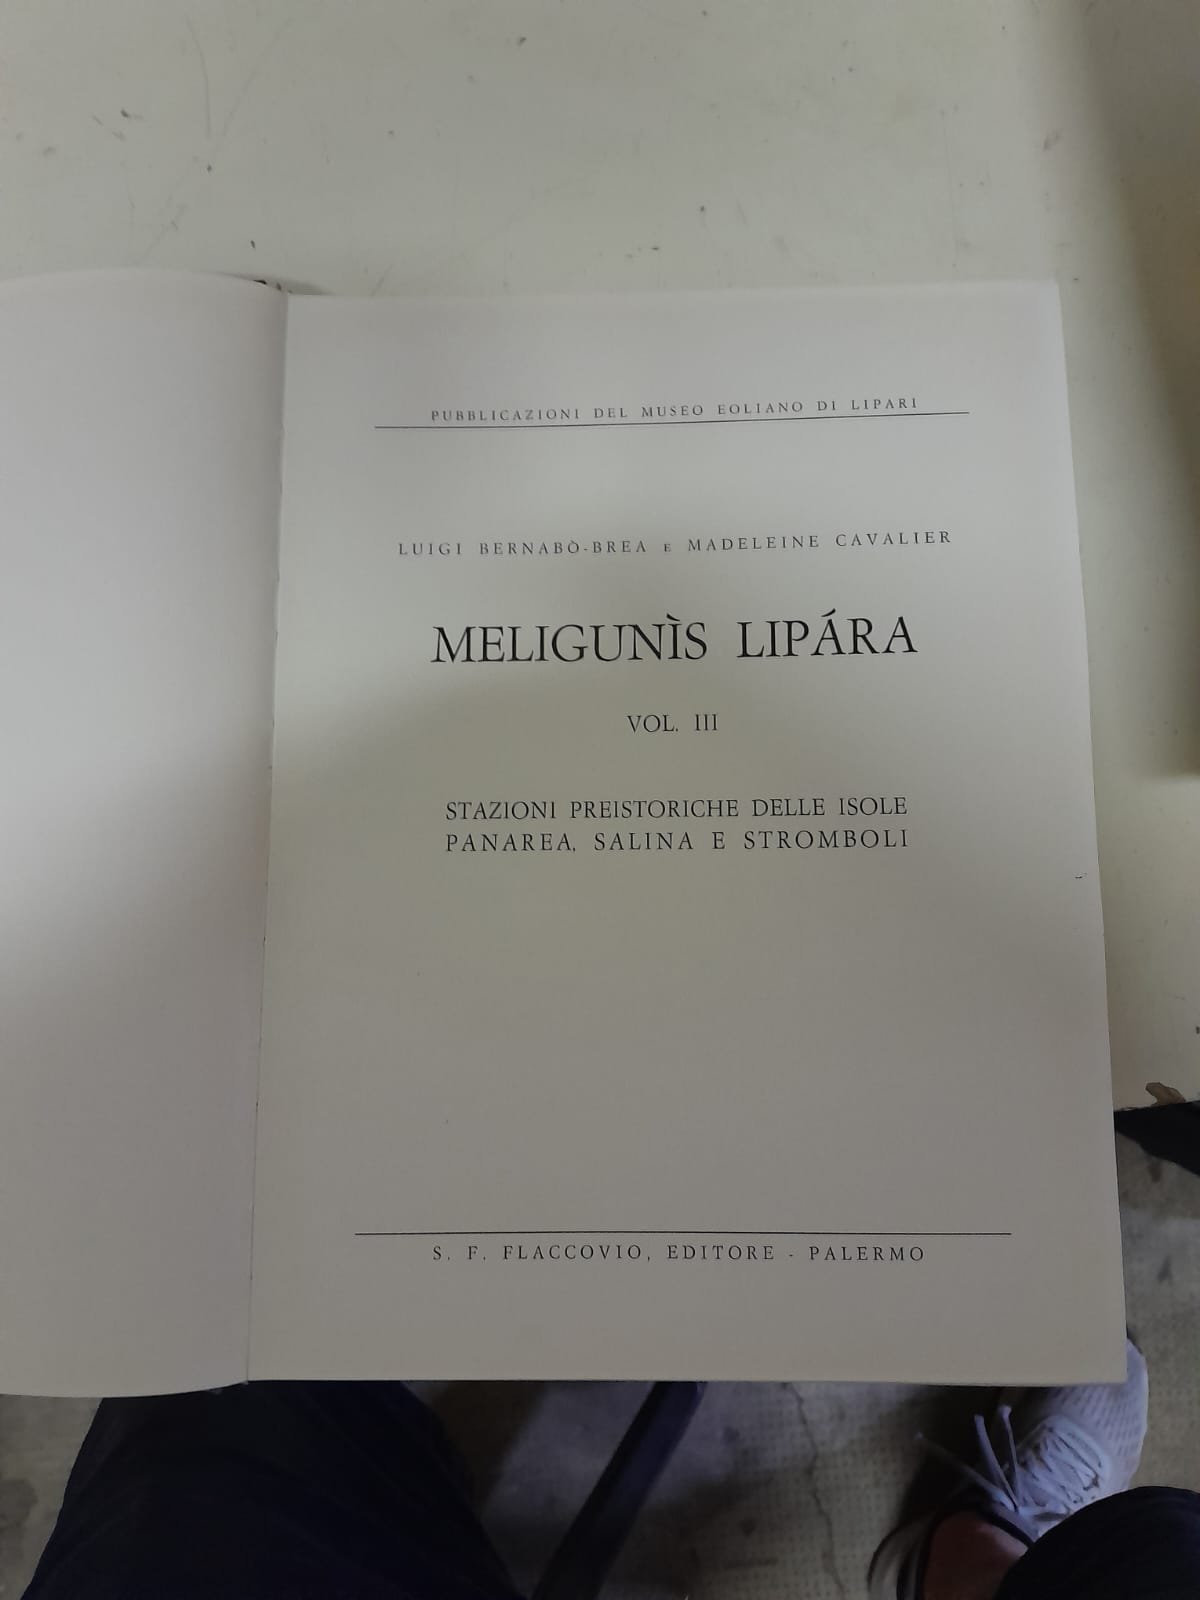 PUBBLICAZIONI DEL MUSEO EOLIANO DI LIPARI
LUIGI BERNABÒ-BREA E MADELEINE CAVALIER
MELIGUNÌS LIPÁRA
VOL. III
STAZIONI PREISTORICHE DELLE ISOLE
PANAREA, SALINA E STROMBOLI
S. F. FLACCOVIO, EDITORE - PALERMO